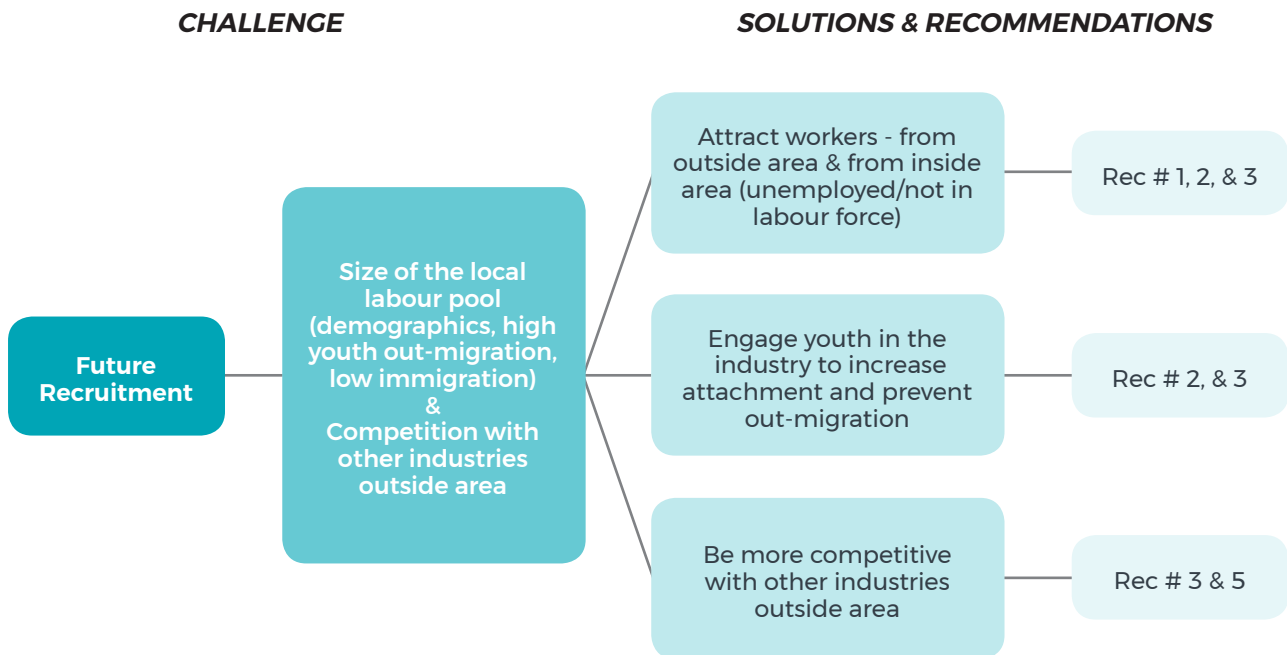 CHALLENGE
SOLUTIONS & RECOMMENDATIONS
Future
Recruitment
Size of the local
labour pool
(demographics, high
youth out-migration,
low immigration)
&
Competition with
other industries
outside area
Attract workers - from
outside area & from inside
area (unemployed/not in
labour force)
Rec # 1, 2, & 3
Engage youth in the
industry to increase
attachment and prevent
out-migration
Rec # 2, & 3
Be more competitive
with other industries
outside area
Rec # 3 & 5